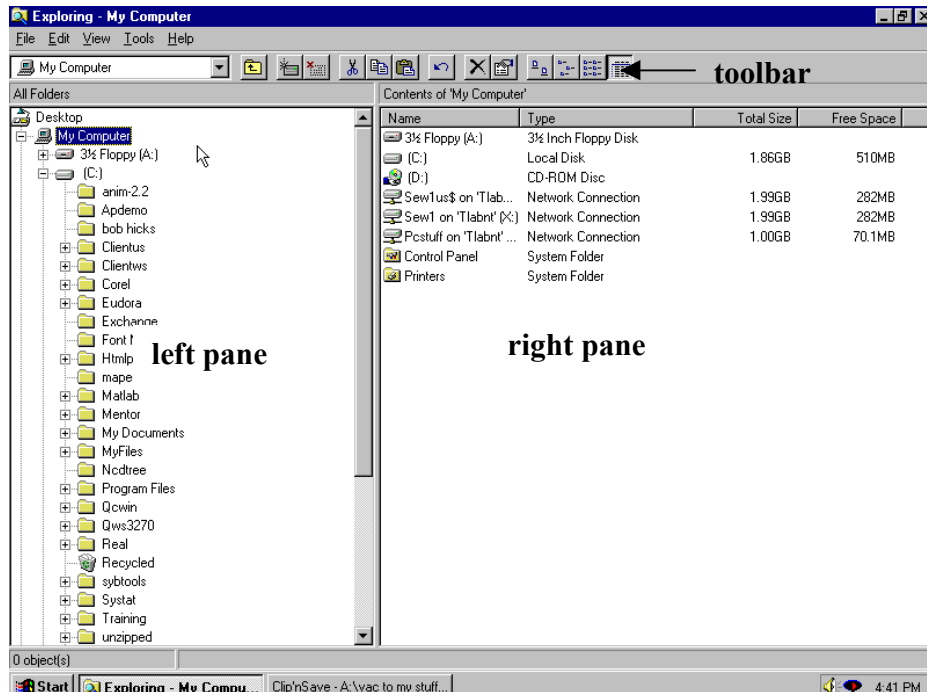 Exploring - My Computer
File Edit View Tools Help
My Computer
toolbar
All Folders
Contents of 'My Computer'
Desktop
My Computer
3½ Floppy (A:)
(C:)
anim-2.2
Apdemo
bob hicks
Clientus
Clientws
Corel
Eudora
Exchange
Font
Htmlp
mape
Matlab
Mentor
My Documents
MyFiles
Ncdtree
Program Files
Qcwin
Qws3270
Real
Recycled
sybtools
Systat
Training
unzipped
left pane
Name Type Total Size Free Space
3½ Floppy (A:) 3½ Inch Floppy Disk
(C:) Local Disk 1.86GB 510MB
(D:) CD-ROM Disc
Sew1us$ on 'Tlab... Network Connection 1.99GB 282MB
Sew1 on 'Tlabnt' (X:) Network Connection 1.99GB 282MB
Pcstuff on 'Tlabnt' ... Network Connection 1.00GB 70.1MB
Control Panel System Folder
Printers System Folder
right pane
0 object(s)
Start Exploring - My Compu... Clip'nSave - A:\vac to my stuff... 4:41 PM